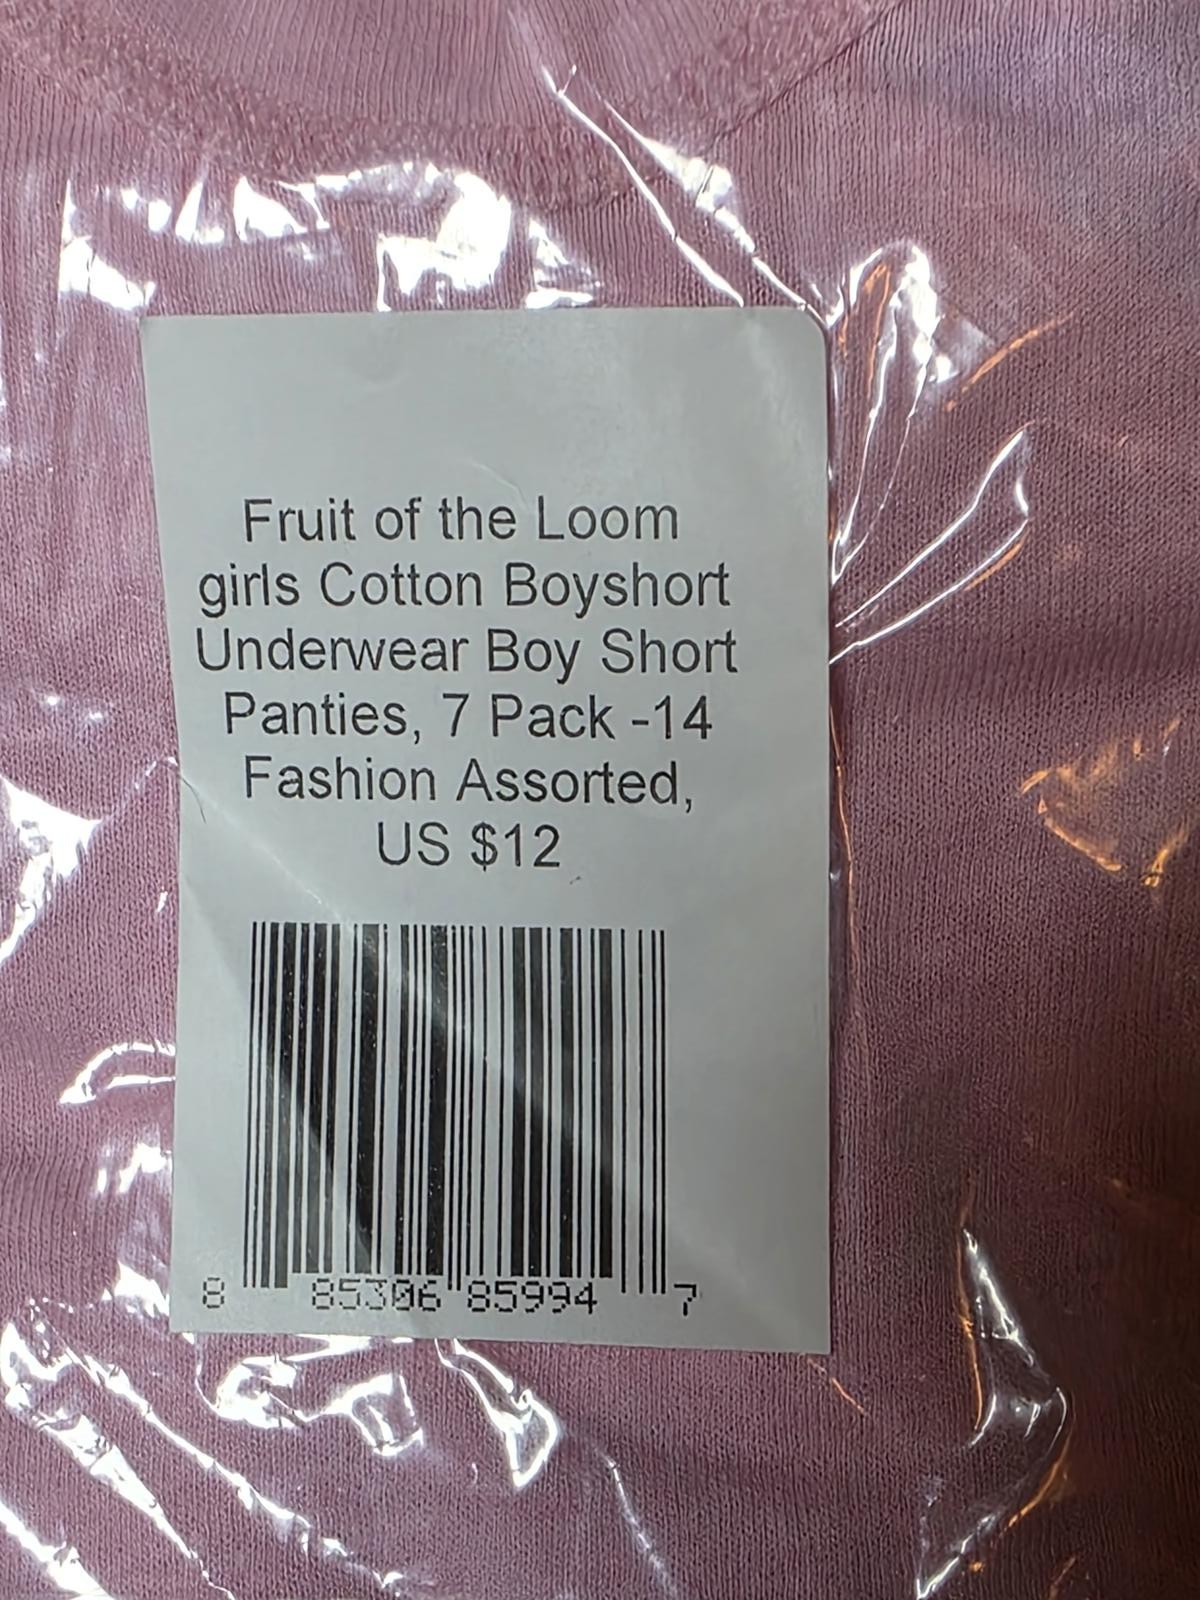 Fruit of the Loom
girls Cotton Boyshort
Underwear Boy Short
Panties, 7 Pack -14
Fashion Assorted,
US $12
8 85306 85994 7